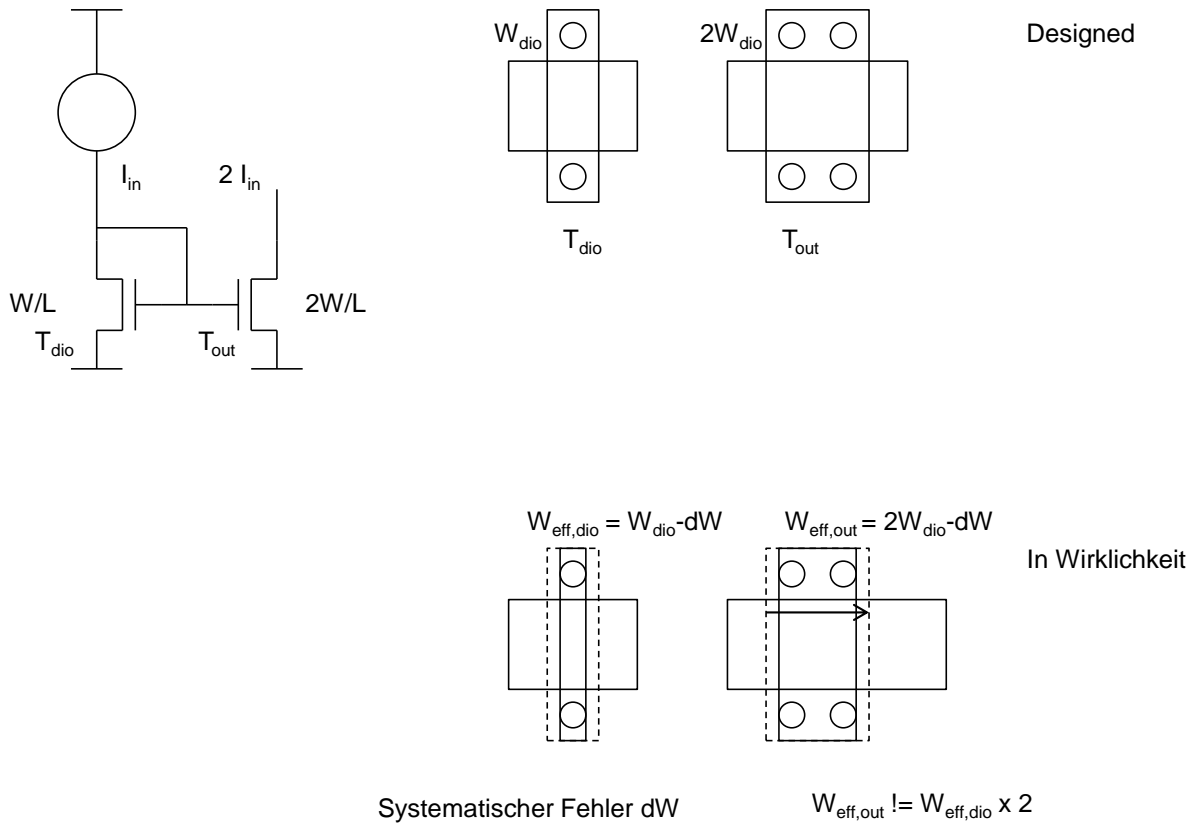 W_dio 2W_dio Designed
I_in 2 I_in
T_dio T_out
W/L 2W/L
T_dio T_out
W_eff,dio = W_dio-dW W_eff,out = 2W_dio-dW
In Wirklichkeit
Systematischer Fehler dW W_eff,out != W_eff,dio x 2